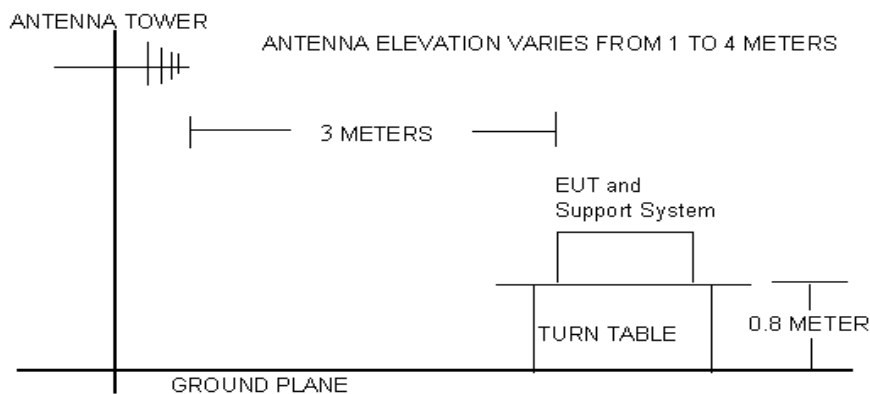 ANTENNA TOWER
ANTENNA ELEVATION VARIES FROM 1 TO 4 METERS
3 METERS
EUT and
Support System
TURN TABLE
0.8 METER
GROUND PLANE